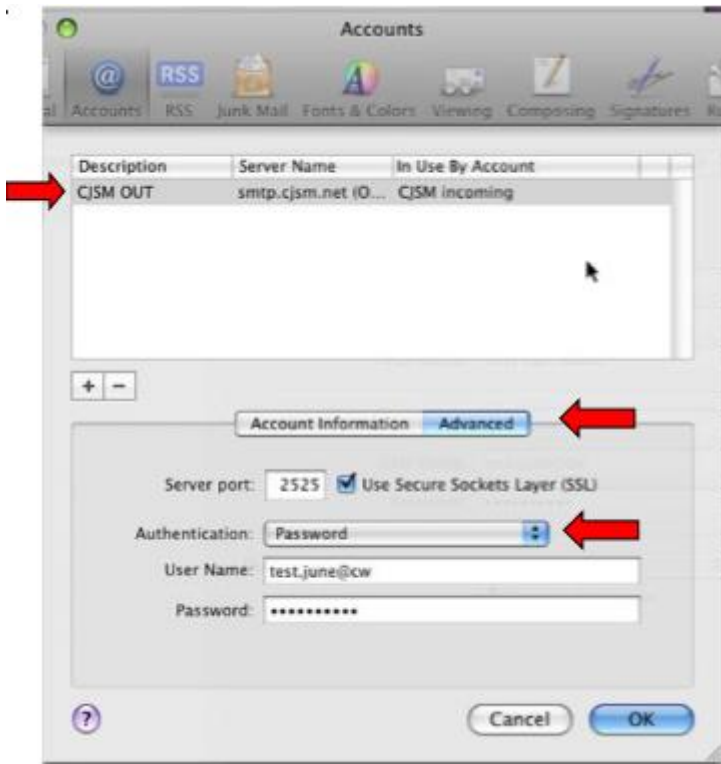 Accounts
al Accounts RSS Junk Mail Fonts & Colors Viewing Composing Signatures
RSS
Description Server Name In Use By Account
CJSM OUT smtp.cjsm.net (O... CJSM incoming
+ −
Account Information Advanced
Server port: 2525 Use Secure Sockets Layer (SSL)
Authentication: Password
User Name: test.june@cw
Password: ••••••••••
? Cancel OK